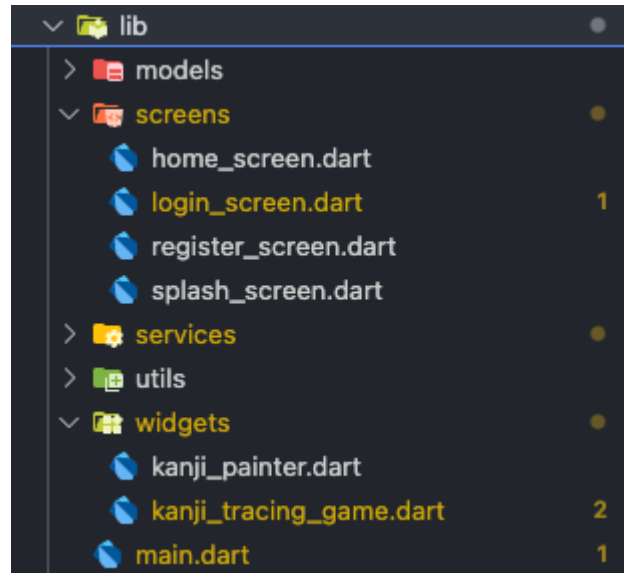 lib
models
screens
home_screen.dart
login_screen.dart 1
register_screen.dart
splash_screen.dart
services
utils
widgets
kanji_painter.dart
kanji_tracing_game.dart 2
main.dart 1